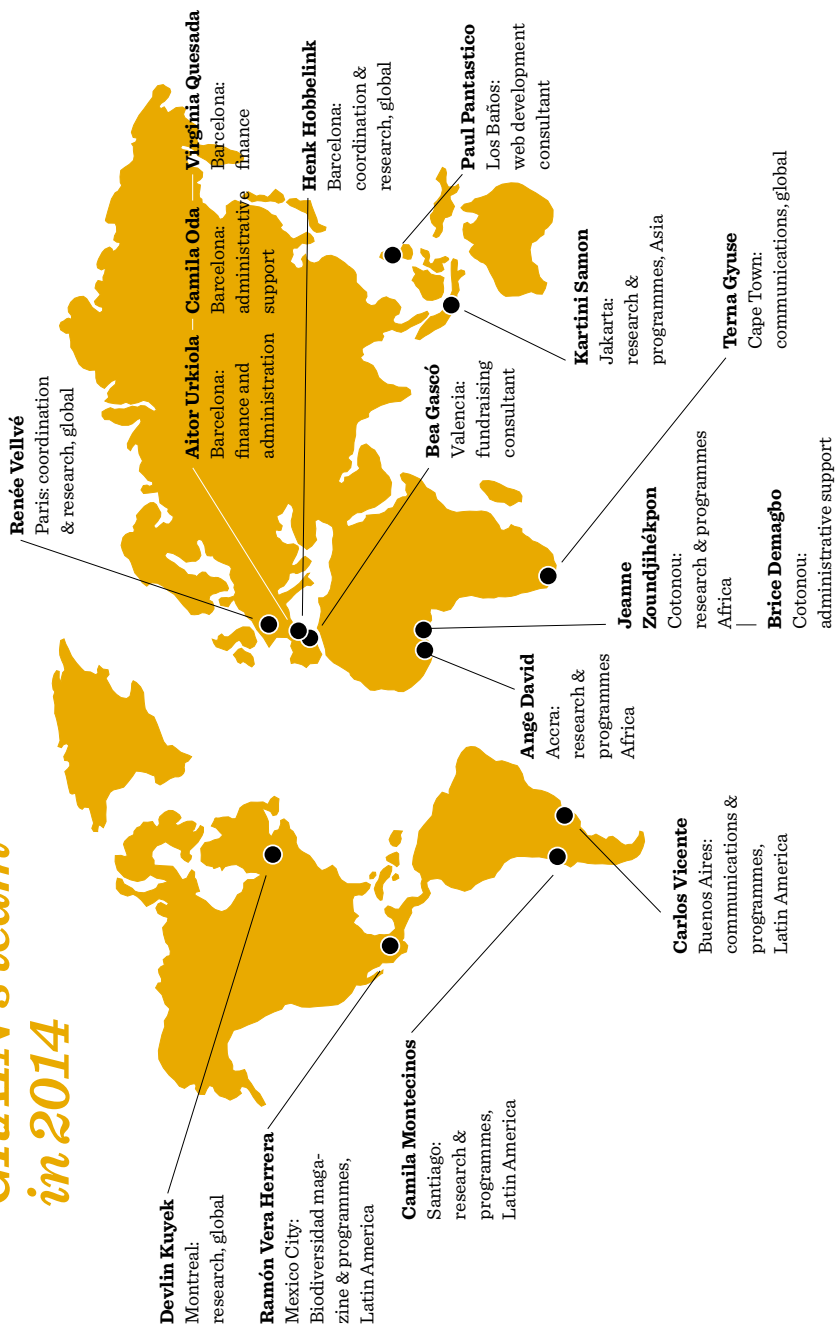 GRAIN's team
in 2014
Renée Vellvé
Paris: coordination
& research, global
Devlin Kuyek
Montreal:
research, global
Ramón Vera Herrera
Mexico City:
Biodiversidad maga-
zine & programmes,
Latin America
Camila Montecinos
Santiago:
research &
programmes,
Latin America
Carlos Vicente
Buenos Aires:
communications &
programmes,
Latin America
Aitor Urkiola
Barcelona:
finance and
administration
Camila Oda
Barcelona:
administrative
support
Virginia Quesada
Barcelona:
finance
Henk Hobbelink
Barcelona:
coordination &
research, global
Bea Gascó
Valencia:
fundraising
consultant
Paul Pantastico
Los Baños:
web development
consultant
Kartini Samon
Jakarta:
research &
programmes, Asia
Ange David
Accra:
research &
programmes
Africa
Jeanne
Zoundjihékpon
Cotonou:
research & programmes
Africa
Brice Demagbo
Cotonou:
administrative support
Terna Gyuse
Cape Town:
communications, global